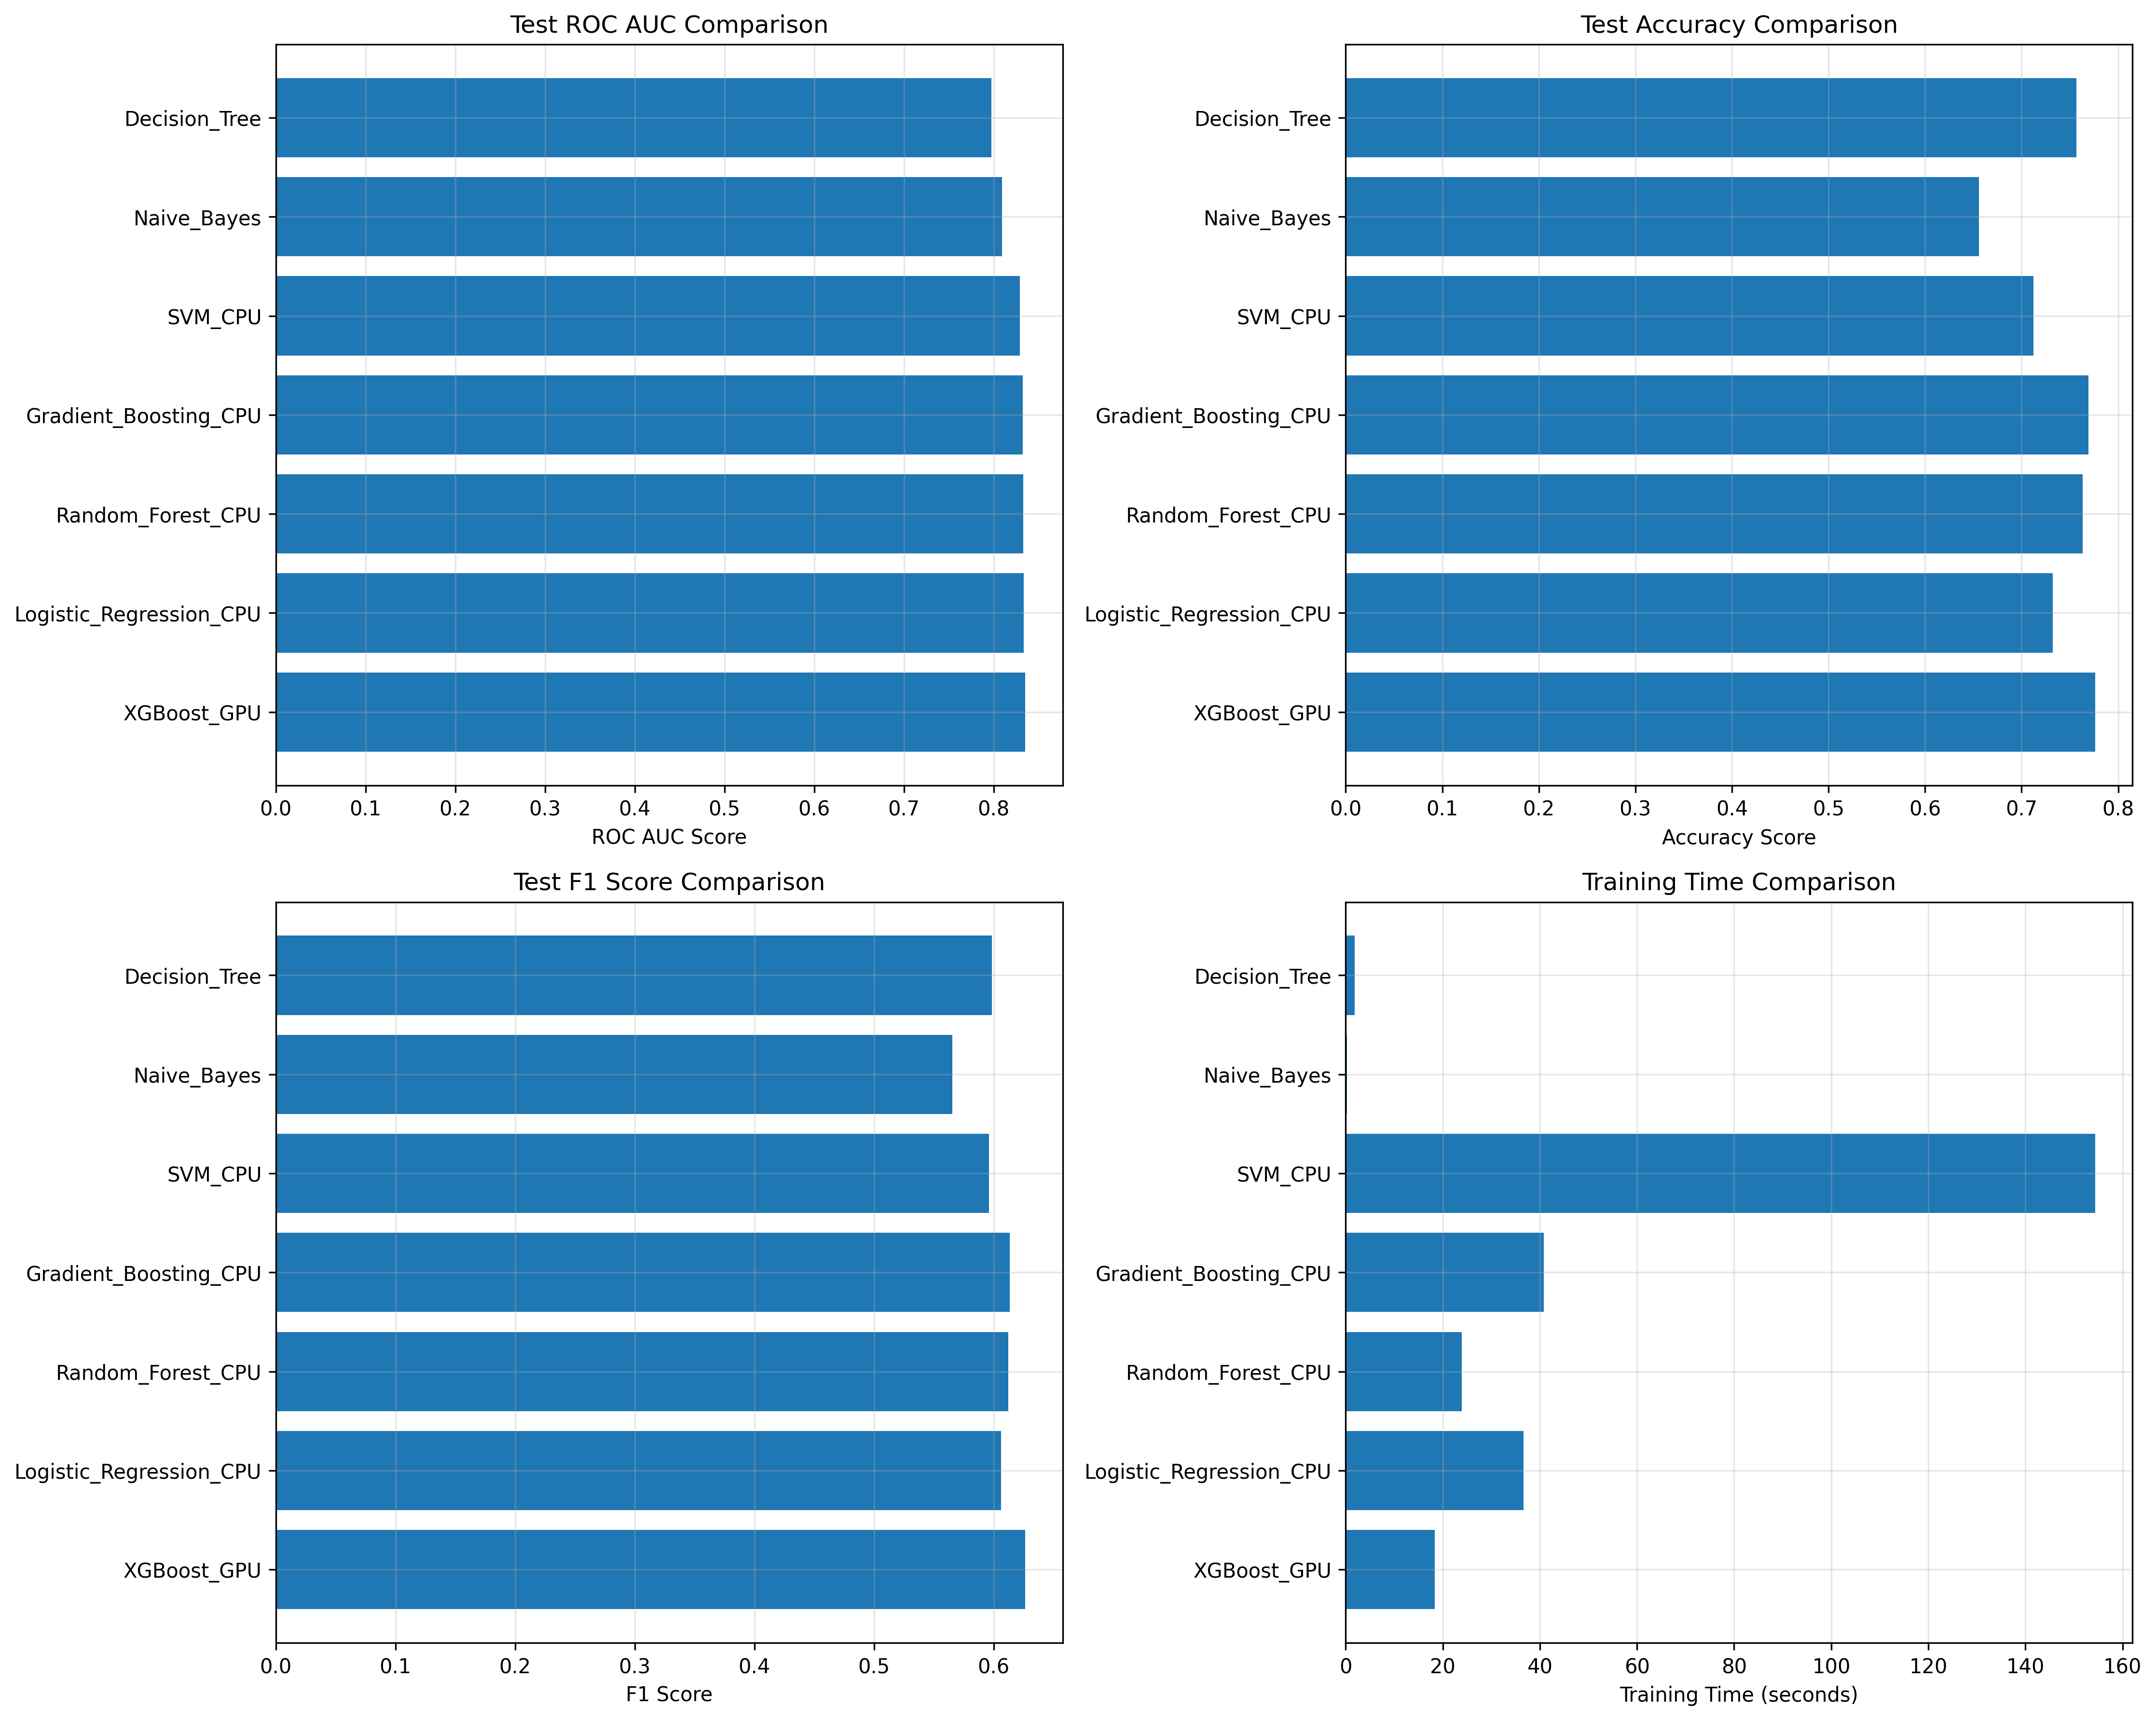 Test ROC AUC Comparison
Decision_Tree
Naive_Bayes
SVM_CPU
Gradient_Boosting_CPU
Random_Forest_CPU
Logistic_Regression_CPU
XGBoost_GPU
0.0 0.1 0.2 0.3 0.4 0.5 0.6 0.7 0.8
ROC AUC Score
Test Accuracy Comparison
Decision_Tree
Naive_Bayes
SVM_CPU
Gradient_Boosting_CPU
Random_Forest_CPU
Logistic_Regression_CPU
XGBoost_GPU
0.0 0.1 0.2 0.3 0.4 0.5 0.6 0.7 0.8
Accuracy Score
Test F1 Score Comparison
Decision_Tree
Naive_Bayes
SVM_CPU
Gradient_Boosting_CPU
Random_Forest_CPU
Logistic_Regression_CPU
XGBoost_GPU
0.0 0.1 0.2 0.3 0.4 0.5 0.6
F1 Score
Training Time Comparison
Decision_Tree
Naive_Bayes
SVM_CPU
Gradient_Boosting_CPU
Random_Forest_CPU
Logistic_Regression_CPU
XGBoost_GPU
0 20 40 60 80 100 120 140 160
Training Time (seconds)